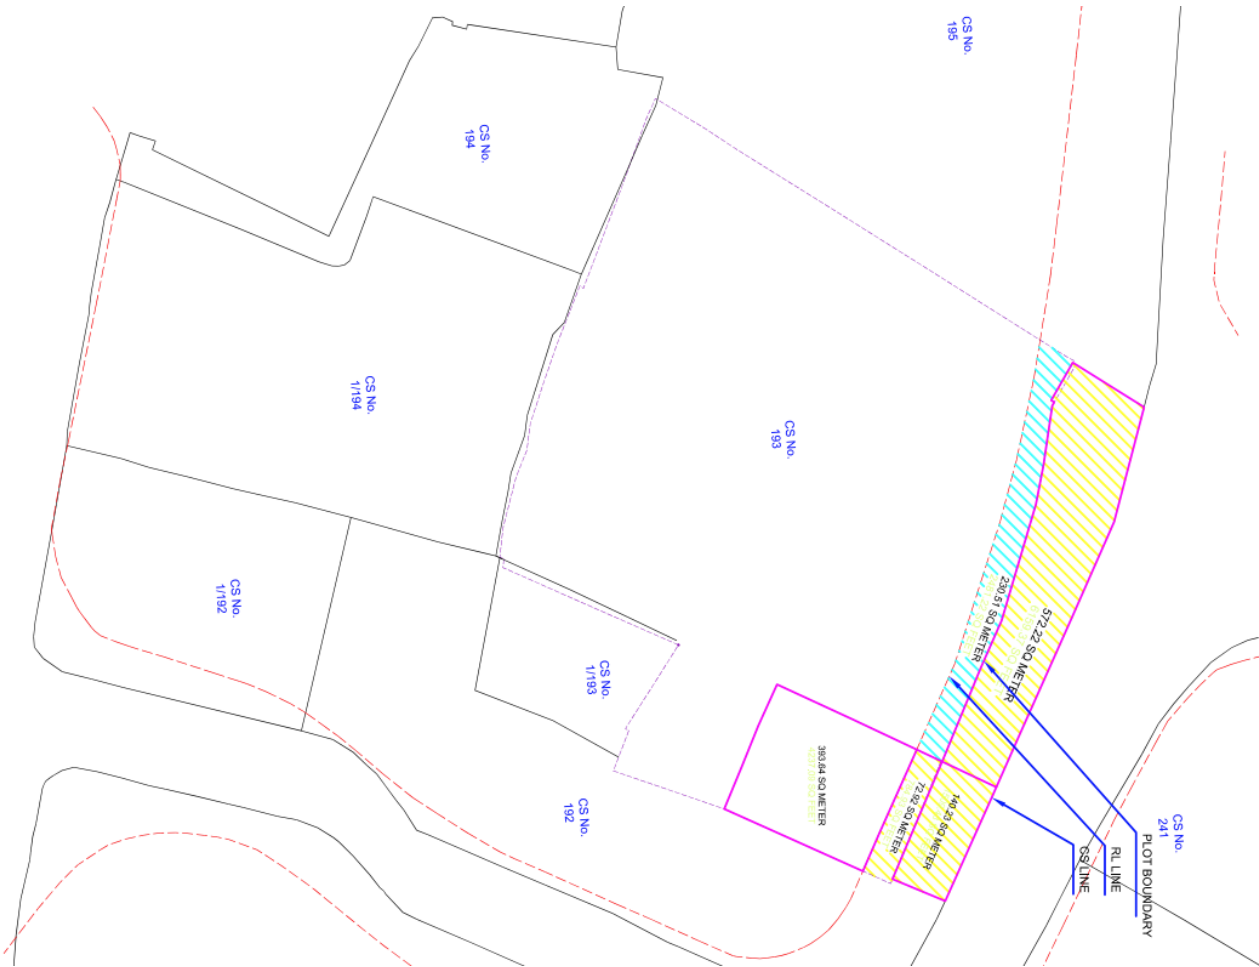 CS No.
195
CS No.
194
CS No.
1/194
CS No.
193
CS No.
1/192
CS No.
1/193
CS No.
192
230.51 SQ METER
572.22 SQ METER
393.64 SQ METER
72.92 SQ METER
140.23 SQ METER
CS No.
241
PLOT BOUNDARY
RL LINE
CS LINE